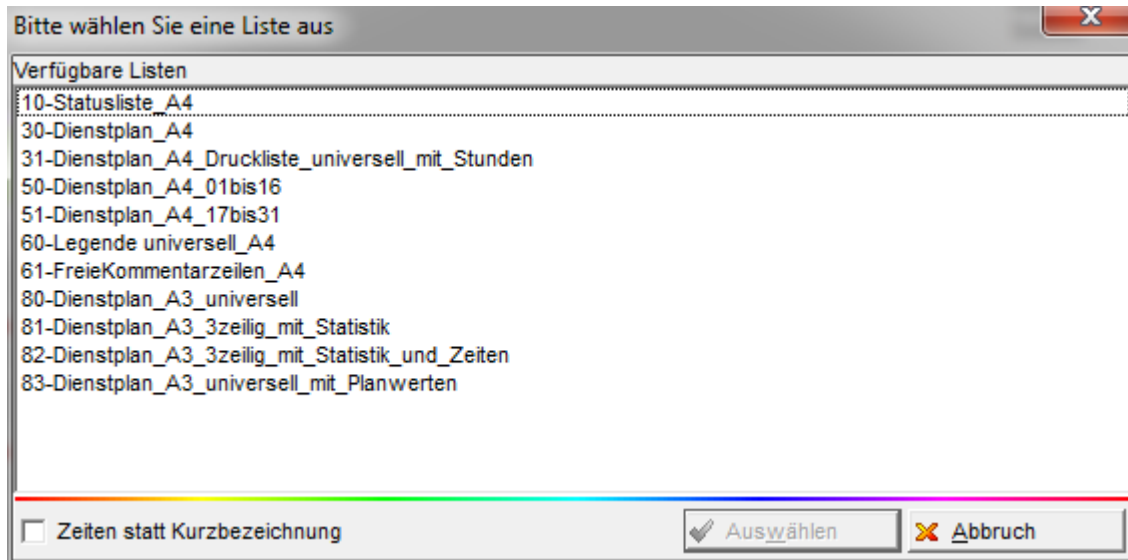 Bitte wählen Sie eine Liste aus
Verfügbare Listen
10-Statusliste_A4
30-Dienstplan_A4
31-Dienstplan_A4_Druckliste_universell_mit_Stunden
50-Dienstplan_A4_01bis16
51-Dienstplan_A4_17bis31
60-Legende universell_A4
61-FreieKommentarzeilen_A4
80-Dienstplan_A3_universell
81-Dienstplan_A3_3zeilig_mit_Statistik
82-Dienstplan_A3_3zeilig_mit_Statistik_und_Zeiten
83-Dienstplan_A3_universell_mit_Planwerten
Zeiten statt Kurzbezeichnung Auswählen Abbruch